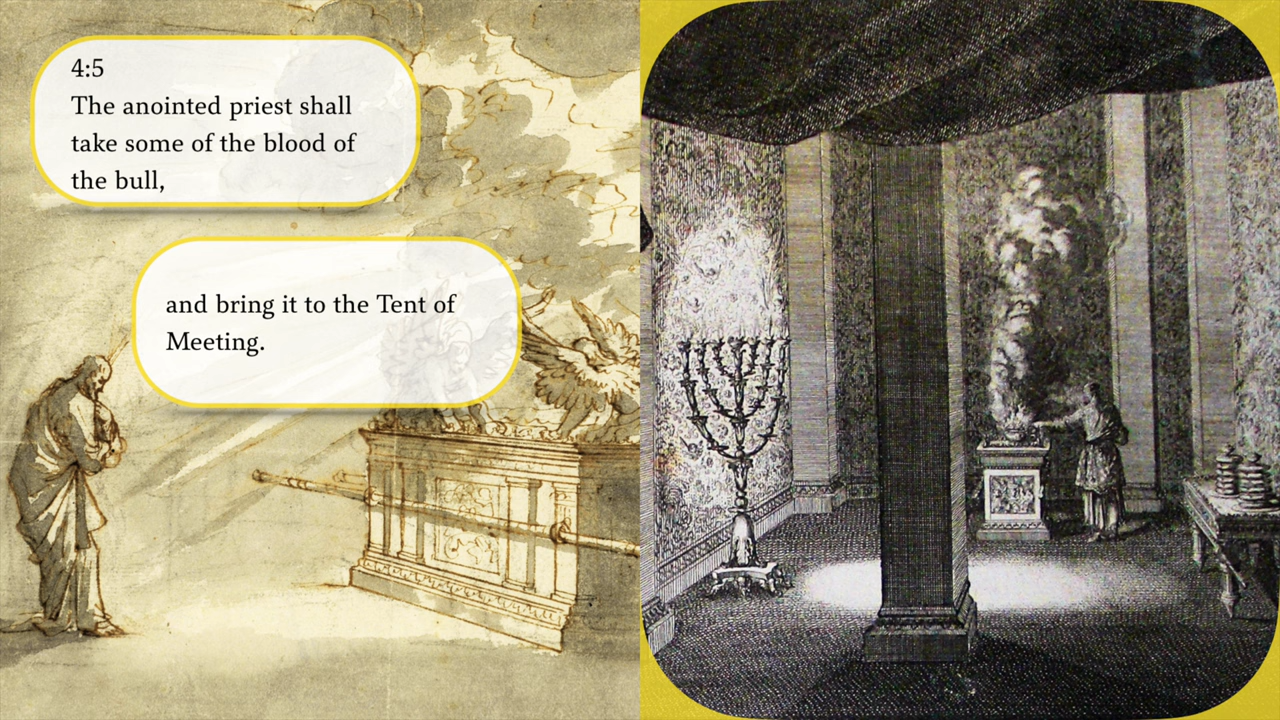 4:5
The anointed priest shall
take some of the blood of
the bull,
and bring it to the Tent of
Meeting.